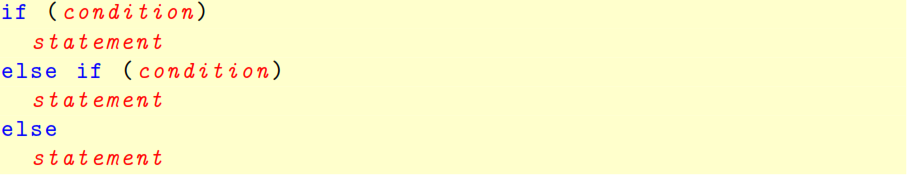 if (condition)
  statement
else if (condition)
  statement
else
  statement